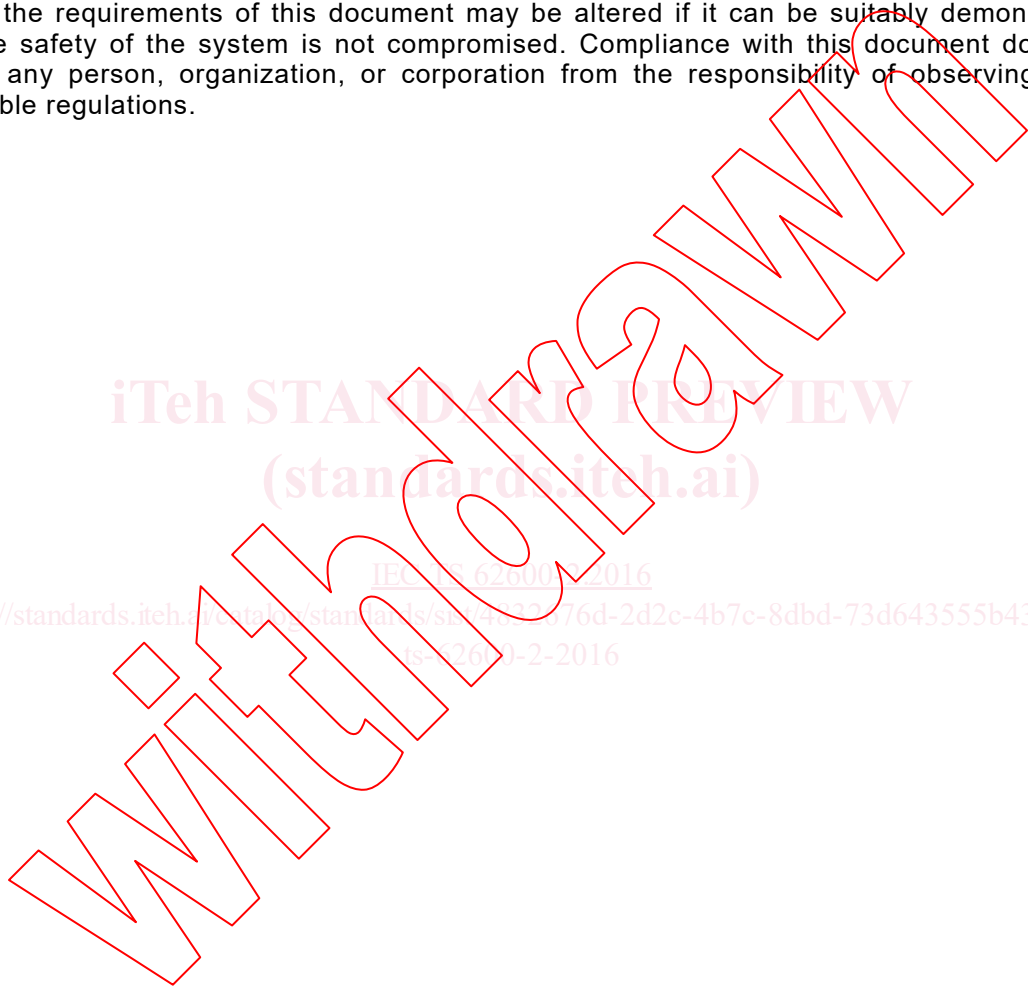 the requirements of this document may be altered if it can be suitably demon
e safety of the system is not compromised. Compliance with this document do
any person, organization, or corporation from the responsibility of observing
ble regulations.
withdrawn
iTeh STANDARD PREVIEW
(standards.iteh.ai)
IEC TS 62600-2:2016
//standards.iteh.ai/catalog/standards/sist/4832b76d-2d2c-4b7c-8dbd-73d643555b43
ts-62600-2-2016